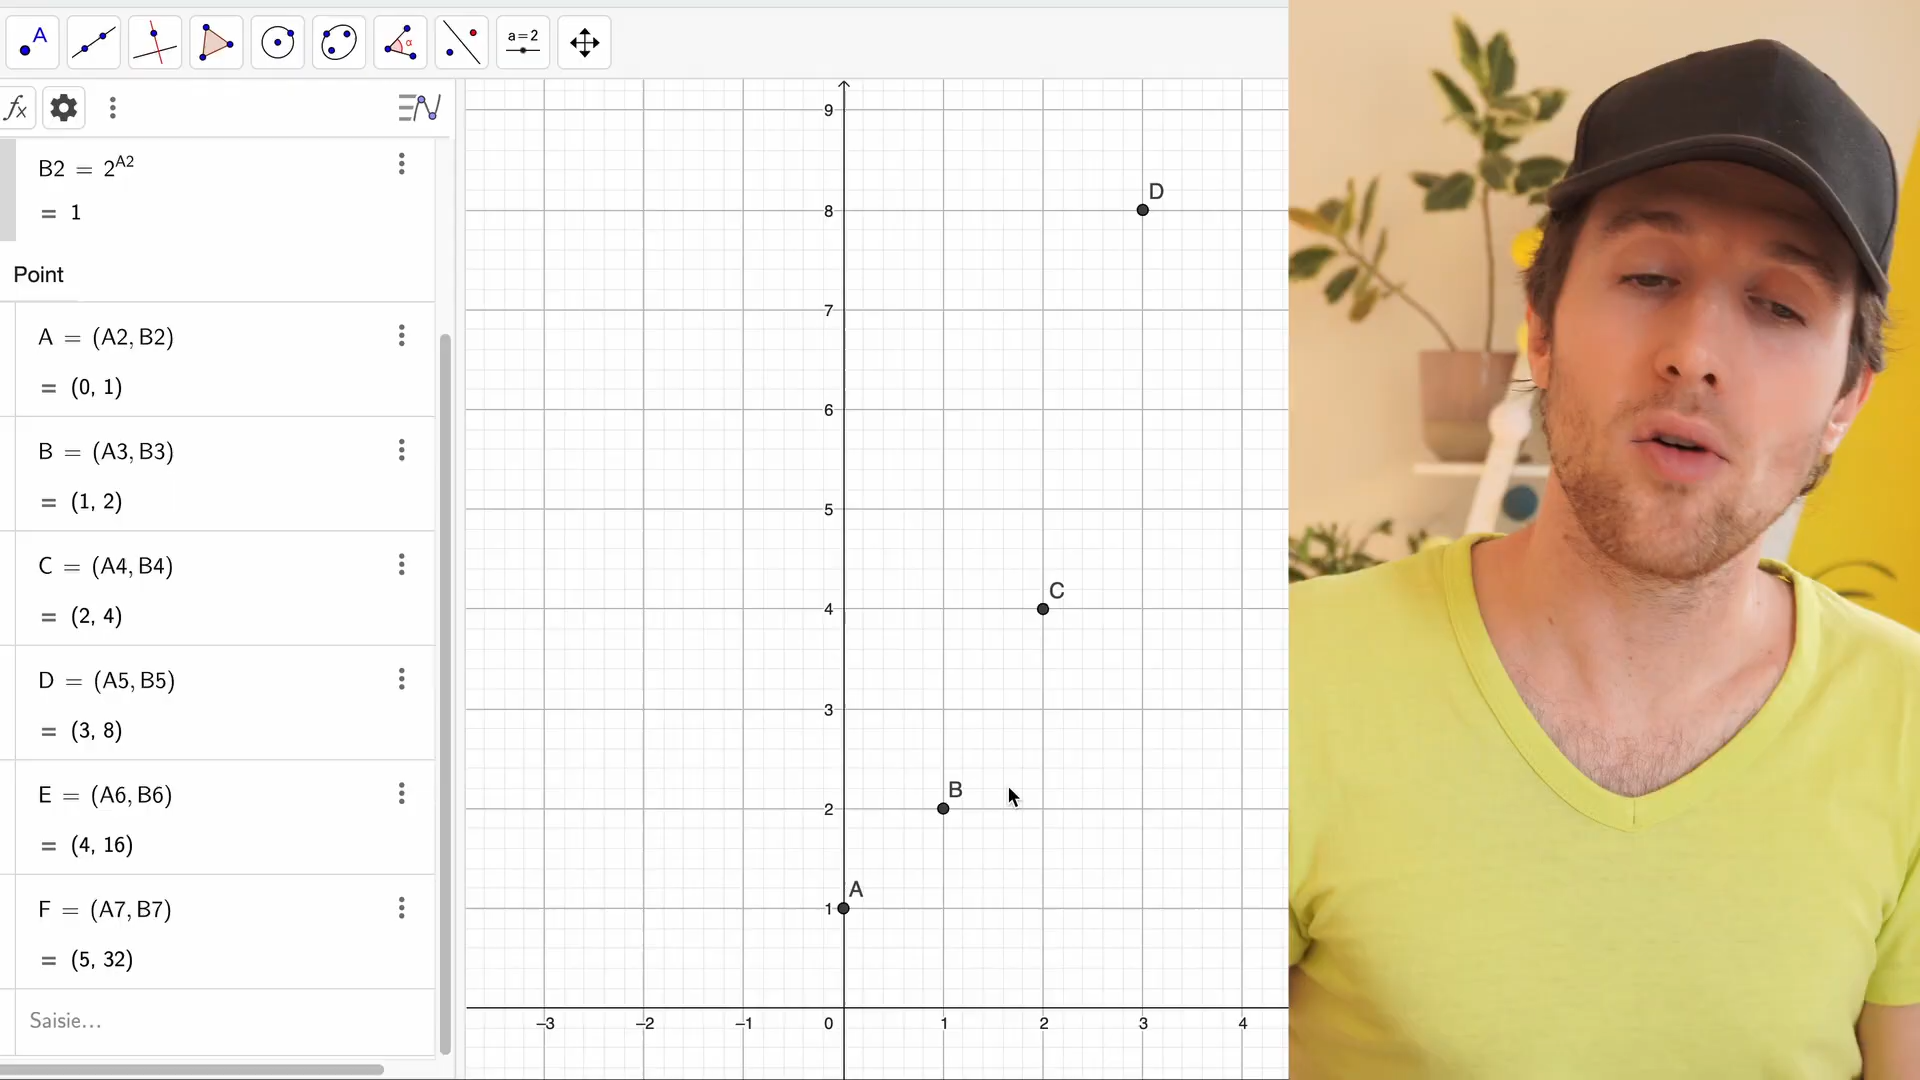 A
α
a=2
fx
B2 = 2^A2
= 1
Point
A = (A2, B2)
= (0, 1)
B = (A3, B3)
= (1, 2)
C = (A4, B4)
= (2, 4)
D = (A5, B5)
= (3, 8)
E = (A6, B6)
= (4, 16)
F = (A7, B7)
= (5, 32)
Saisie...
9
8
7
6
5
4
3
2
1
D
C
B
A
–3 –2 –1 0 1 2 3 4